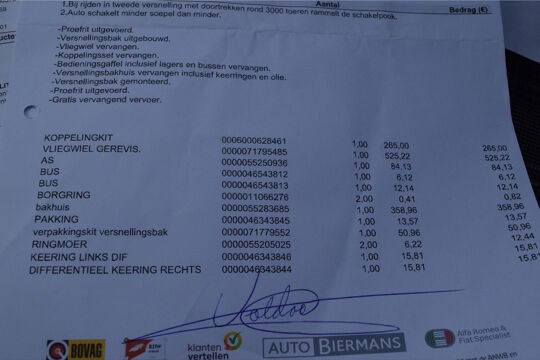 1.Bij rijden in tweede versnelling met doortrekken rond 3000 toeren rammelt de schakelpook.
2.Auto schakelt minder soepel dan minder.
Aantal Bedrag (€)
-Proefrit uitgevoerd.
-Versnellingsbak uitgebouwd.
-Vliegwiel vervangen.
-Koppelingsset vervangen.
-Bedieningsaffel inclusief lagers en bussen vervangen.
-Versnellingsbakhuis vervangen inclusief keerringen en olie.
-Versnellingsbak gemonteerd.
-Proefrit uitgevoerd.
-Gratis vervangend vervoer.
KOPPELINGKIT 0006000628461 1,00 265,00 265,00
VLIEGWIEL GEREVIS. 0000071795485 1,00 525,22 525,22
AS 0000055250936 1,00 84,13 84,13
BUS 0000046543812 1,00 6,12 6,12
BUS 0000046543813 1,00 12,14 12,14
BORGRING 0000011066276 2,00 0,41 0,82
bakhuis 0000055283685 1,00 358,96 358,96
PAKKING 0000046343845 1,00 13,57 13,57
verpakkingskit versnellingsbak 0000071779552 1,00 50,96 50,96
RINGMOER 0000055205025 2,00 6,22 12,44
KEERING LINKS DIF 0000046343846 1,00 15,81 15,81
DIFFERENTIEEL KEERING RECHTS 0000046343844 1,00 15,81 15,81
BOVAG
klanten vertellen
AUTO BIERMANS
Alfa Romeo & Fiat Specialist